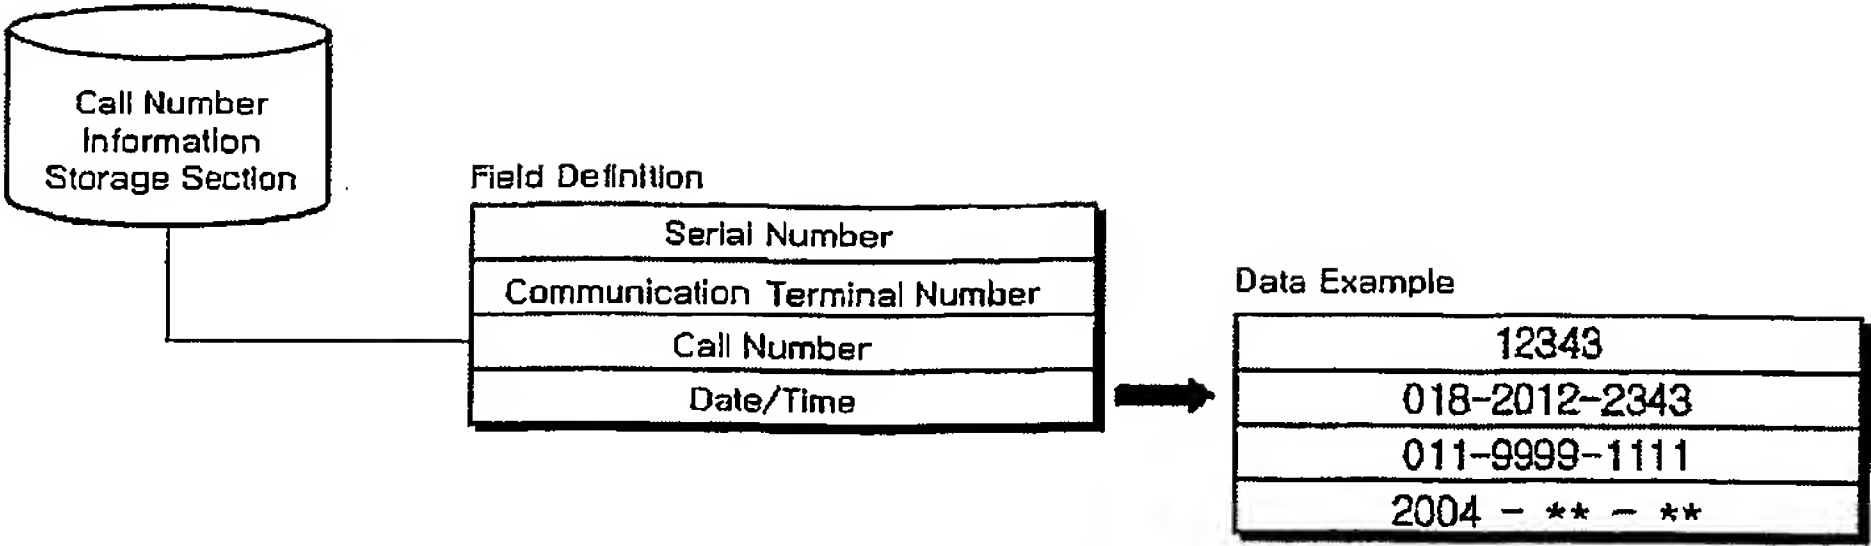 Call Number
Information
Storage Section
Field Definition
Serial Number
Communication Terminal Number
Call Number
Date/Time
Data Example
12343
018-2012-2343
011-9999-1111
2004 - ** - **